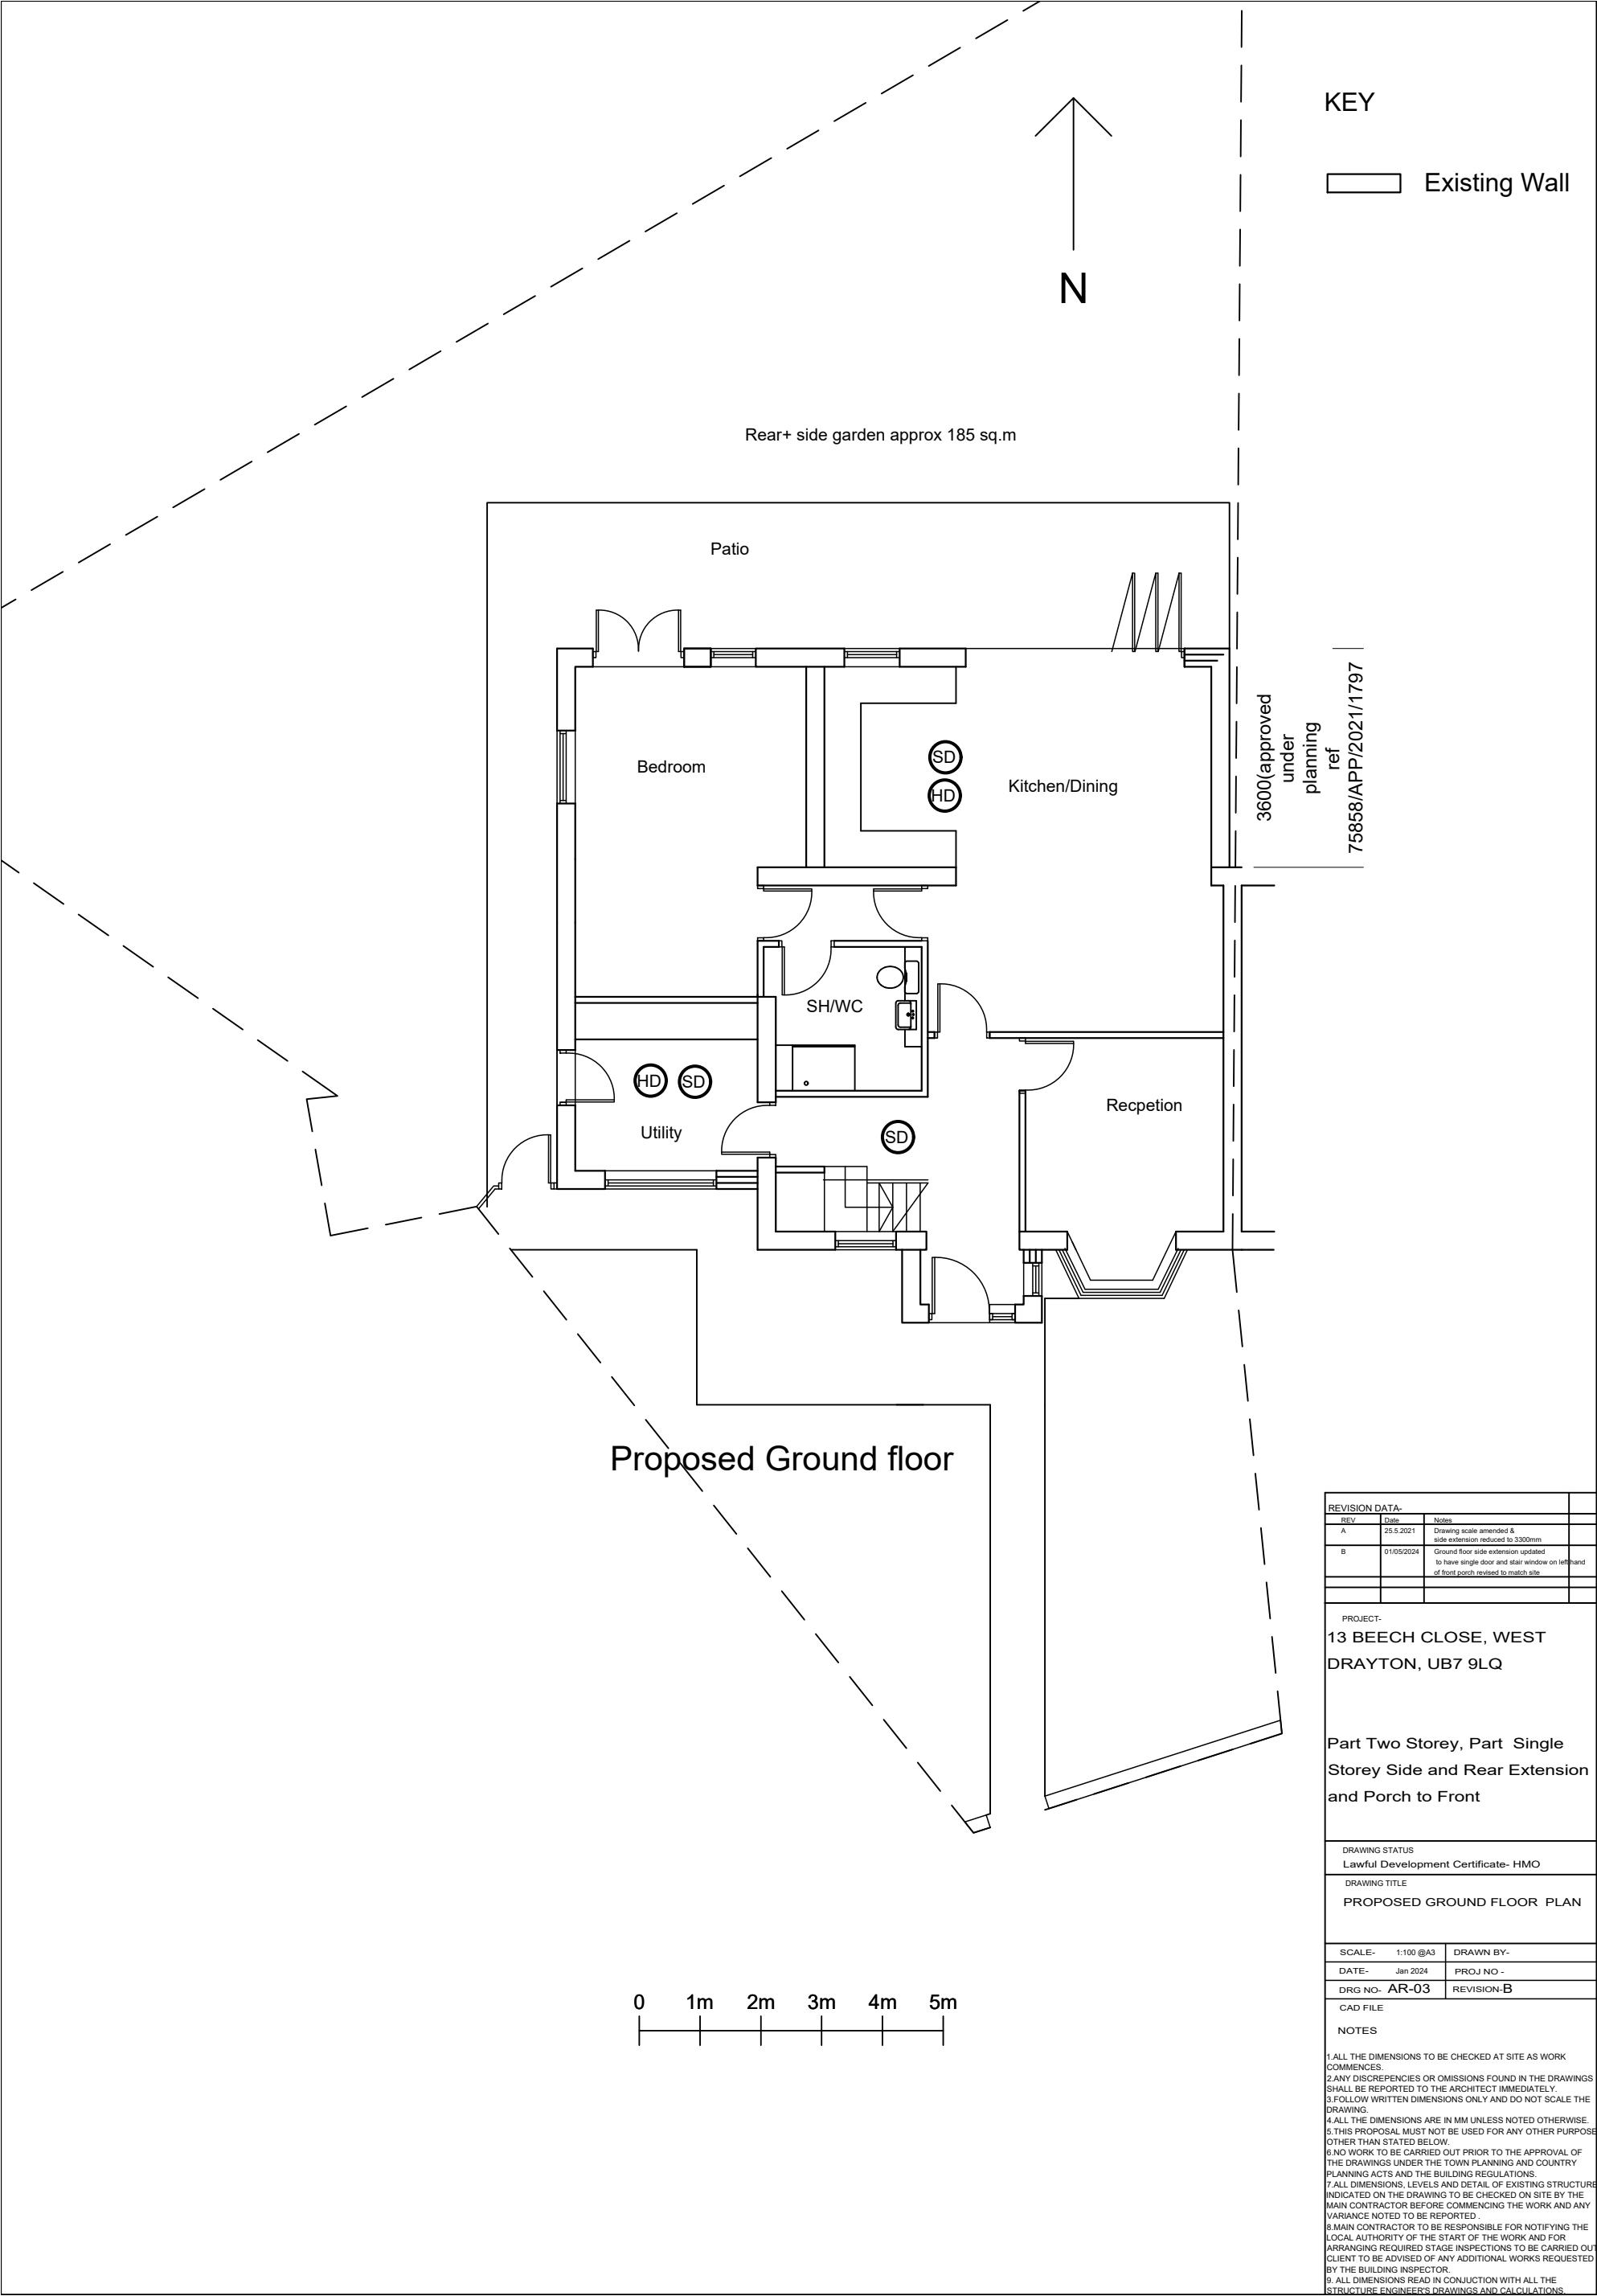 KEY
Existing Wall
N
Rear+ side garden approx 185 sq.m
Patio
Bedroom
SD
HD
Kitchen/Dining
3600(approved
under
planning
ref
75858/APP/2021/1797
SH/WC
HD
SD
Utility
SD
Recpetion
Proposed Ground floor
0 1m 2m 3m 4m 5m
REVISION DATA-
REV Date Notes
A 25.5.2021 Drawing scale amended &
side extension reduced to 3300mm
B 01/05/2024 Ground floor side extension updated
to have single door and stair window on left hand
of front porch revised to match site
PROJECT-
13 BEECH CLOSE, WEST
DRAYTON, UB7 9LQ
Part Two Storey, Part Single
Storey Side and Rear Extension
and Porch to Front
DRAWING STATUS
Lawful Development Certificate- HMO
DRAWING TITLE
PROPOSED GROUND FLOOR PLAN
SCALE- 1:100 @A3 DRAWN BY-
DATE- Jan 2024 PROJ NO -
DRG NO- AR-03 REVISION-B
CAD FILE
NOTES
1.ALL THE DIMENSIONS TO BE CHECKED AT SITE AS WORK
COMMENCES.
2.ANY DISCREPENCIES OR OMISSIONS FOUND IN THE DRAWINGS
SHALL BE REPORTED TO THE ARCHITECT IMMEDIATELY.
3.FOLLOW WRITTEN DIMENSIONS ONLY AND DO NOT SCALE THE
DRAWING.
4.ALL THE DIMENSIONS ARE IN MM UNLESS NOTED OTHERWISE.
5.THIS PROPOSAL MUST NOT BE USED FOR ANY OTHER PURPOSE
OTHER THAN STATED BELOW.
6.NO WORK TO BE CARRIED OUT PRIOR TO THE APPROVAL OF
THE DRAWINGS UNDER THE TOWN PLANNING AND COUNTRY
PLANNING ACTS AND THE BUILDING REGULATIONS.
7.ALL DIMENSIONS, LEVELS AND DETAIL OF EXISTING STRUCTURE
INDICATED ON THE DRAWING TO BE CHECKED ON SITE BY THE
MAIN CONTRACTOR BEFORE COMMENCING THE WORK AND ANY
VARIANCE NOTED TO BE REPORTED .
8.MAIN CONTRACTOR TO BE RESPONSIBLE FOR NOTIFYING THE
LOCAL AUTHORITY OF THE START OF THE WORK AND FOR
ARRANGING REQUIRED STAGE INSPECTIONS TO BE CARRIED OUT
CLIENT TO BE ADVISED OF ANY ADDITIONAL WORKS REQUESTED
BY THE BUILDING INSPECTOR.
9. ALL DIMENSIONS READ IN CONJUCTION WITH ALL THE
STRUCTURE ENGINEER'S DRAWINGS AND CALCULATIONS.